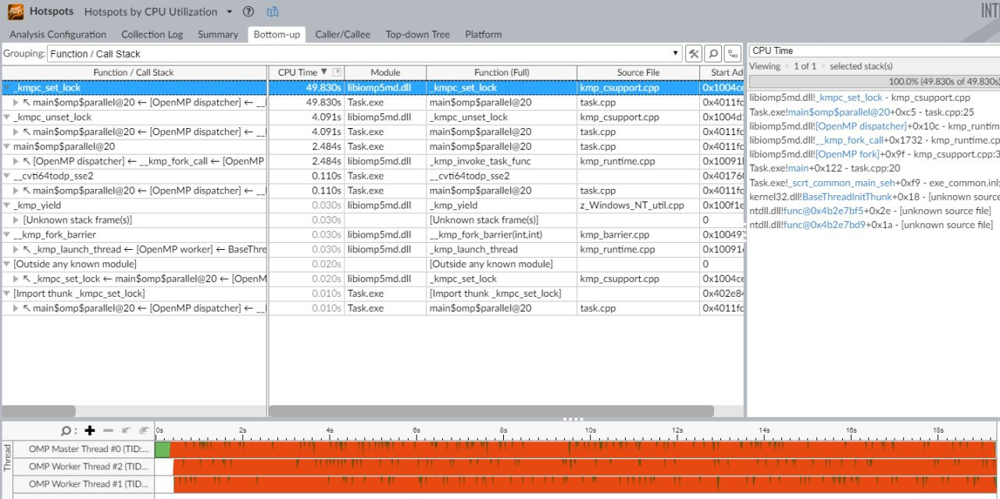 Hotspots Hotspots by CPU Utilization
Analysis Configuration Collection Log Summary Bottom-up Caller/Callee Top-down Tree Platform
Grouping: Function / Call Stack
Function / Call Stack CPU Time ▼ Module Function (Full) Source File Start Ad
_kmpc_set_lock 49.830s libiomp5md.dll _kmpc_set_lock kmp_csupport.cpp 0x1004ce
↖ main$omp$parallel@20 ← [OpenMP dispatcher] ← __l 49.830s Task.exe main$omp$parallel@20 task.cpp 0x4011fc
_kmpc_unset_lock 4.091s libiomp5md.dll _kmpc_unset_lock kmp_csupport.cpp 0x1004d:
↖ main$omp$parallel@20 ← [OpenMP dispatcher] ← __l 4.091s Task.exe main$omp$parallel@20 task.cpp 0x4011fc
main$omp$parallel@20 2.484s Task.exe main$omp$parallel@20 task.cpp 0x4011fc
↖ [OpenMP dispatcher] ← __kmp_fork_call ← [OpenMP 2.484s libiomp5md.dll _kmp_invoke_task_func kmp_runtime.cpp 0x10091l
__cvti64todp_sse2 0.110s Task.exe __cvti64todp_sse2 0x40176(
↖ main$omp$parallel@20 ← [OpenMP dispatcher] ← __l 0.110s Task.exe main$omp$parallel@20 task.cpp 0x4011fc
_kmp_yield 0.030s libiomp5md.dll _kmp_yield z_Windows_NT_util.cpp 0x100f1e
[Unknown stack frame(s)] 0.030s [Unknown stack frame(s)] 0
__kmp_fork_barrier 0.030s libiomp5md.dll __kmp_fork_barrier(int,int) kmp_barrier.cpp 0x10049
↖ _kmp_launch_thread ← [OpenMP worker] ← BaseThre 0.030s libiomp5md.dll _kmp_launch_thread kmp_runtime.cpp 0x10091
[Outside any known module] 0.020s [Outside any known module] 0
↖ _kmpc_set_lock ← main$omp$parallel@20 ← [OpenM 0.020s libiomp5md.dll _kmpc_set_lock kmp_csupport.cpp 0x1004ce
[Import thunk _kmpc_set_lock] 0.010s Task.exe [Import thunk _kmpc_set_lock] 0x402e84
↖ main$omp$parallel@20 ← [OpenMP dispatcher] ← __l 0.010s Task.exe main$omp$parallel@20 task.cpp 0x4011fc
CPU Time
Viewing 1 of 1 selected stack(s)
100.0% (49.830s of 49.830s)
libiomp5md.dll!_kmpc_set_lock - kmp_csupport.cpp
Task.exe!main$omp$parallel@20+0xc5 - task.cpp:25
libiomp5md.dll![OpenMP dispatcher]+0x10c - kmp_runtim
libiomp5md.dll!__kmp_fork_call+0x1732 - kmp_runtime.cp
libiomp5md.dll![OpenMP fork]+0x9f - kmp_csupport.cpp:3
Task.exe!main+0x122 - task.cpp:20
Task.exe!_scrt_common_main_seh+0xf9 - exe_common.inl:
kernel32.dll!BaseThreadInitThunk+0x18 - [unknown source
ntdll.dll!func@0x4b2e7bf5+0x2e - [unknown source file]
ntdll.dll!func@0x4b2e7bd9+0x1a - [unknown source file]
0s 2s 4s 6s 8s 10s 12s 14s 16s 18s
Thread
OMP Master Thread #0 (TID:...
OMP Worker Thread #2 (TID...
OMP Worker Thread #1 (TID...